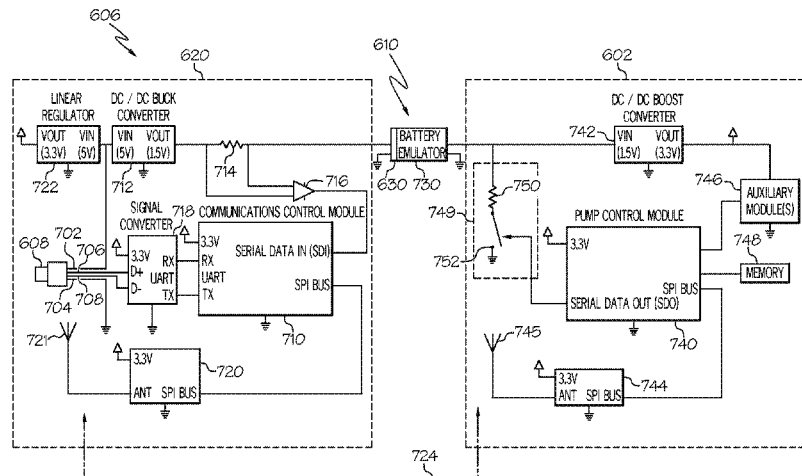 606
620
610
602
LINEAR
REGULATOR
DC / DC BUCK
CONVERTER
DC / DC BOOST
CONVERTER
VOUT VIN
(3.3V) (5V)
VIN VOUT
(5V) (1.5V)
BATTERY
EMULATOR
742
VIN VOUT
(1.5V) (3.3V)
722
712
714
716
630
730
750
746
AUXILIARY
MODULE(S)
749
SIGNAL
CONVERTER
718
COMMUNICATIONS CONTROL MODULE
PUMP CONTROL MODULE
702
706
608
3.3V
D+
D-
RX
UART
TX
3.3V
RX
UART
TX
SERIAL DATA IN (SDI)
SPI BUS
752
3.3V
748
MEMORY
SPI BUS
SERIAL DATA OUT (SDO)
704
708
710
740
721
745
3.3V
720
ANT SPI BUS
3.3V
744
ANT SPI BUS
724